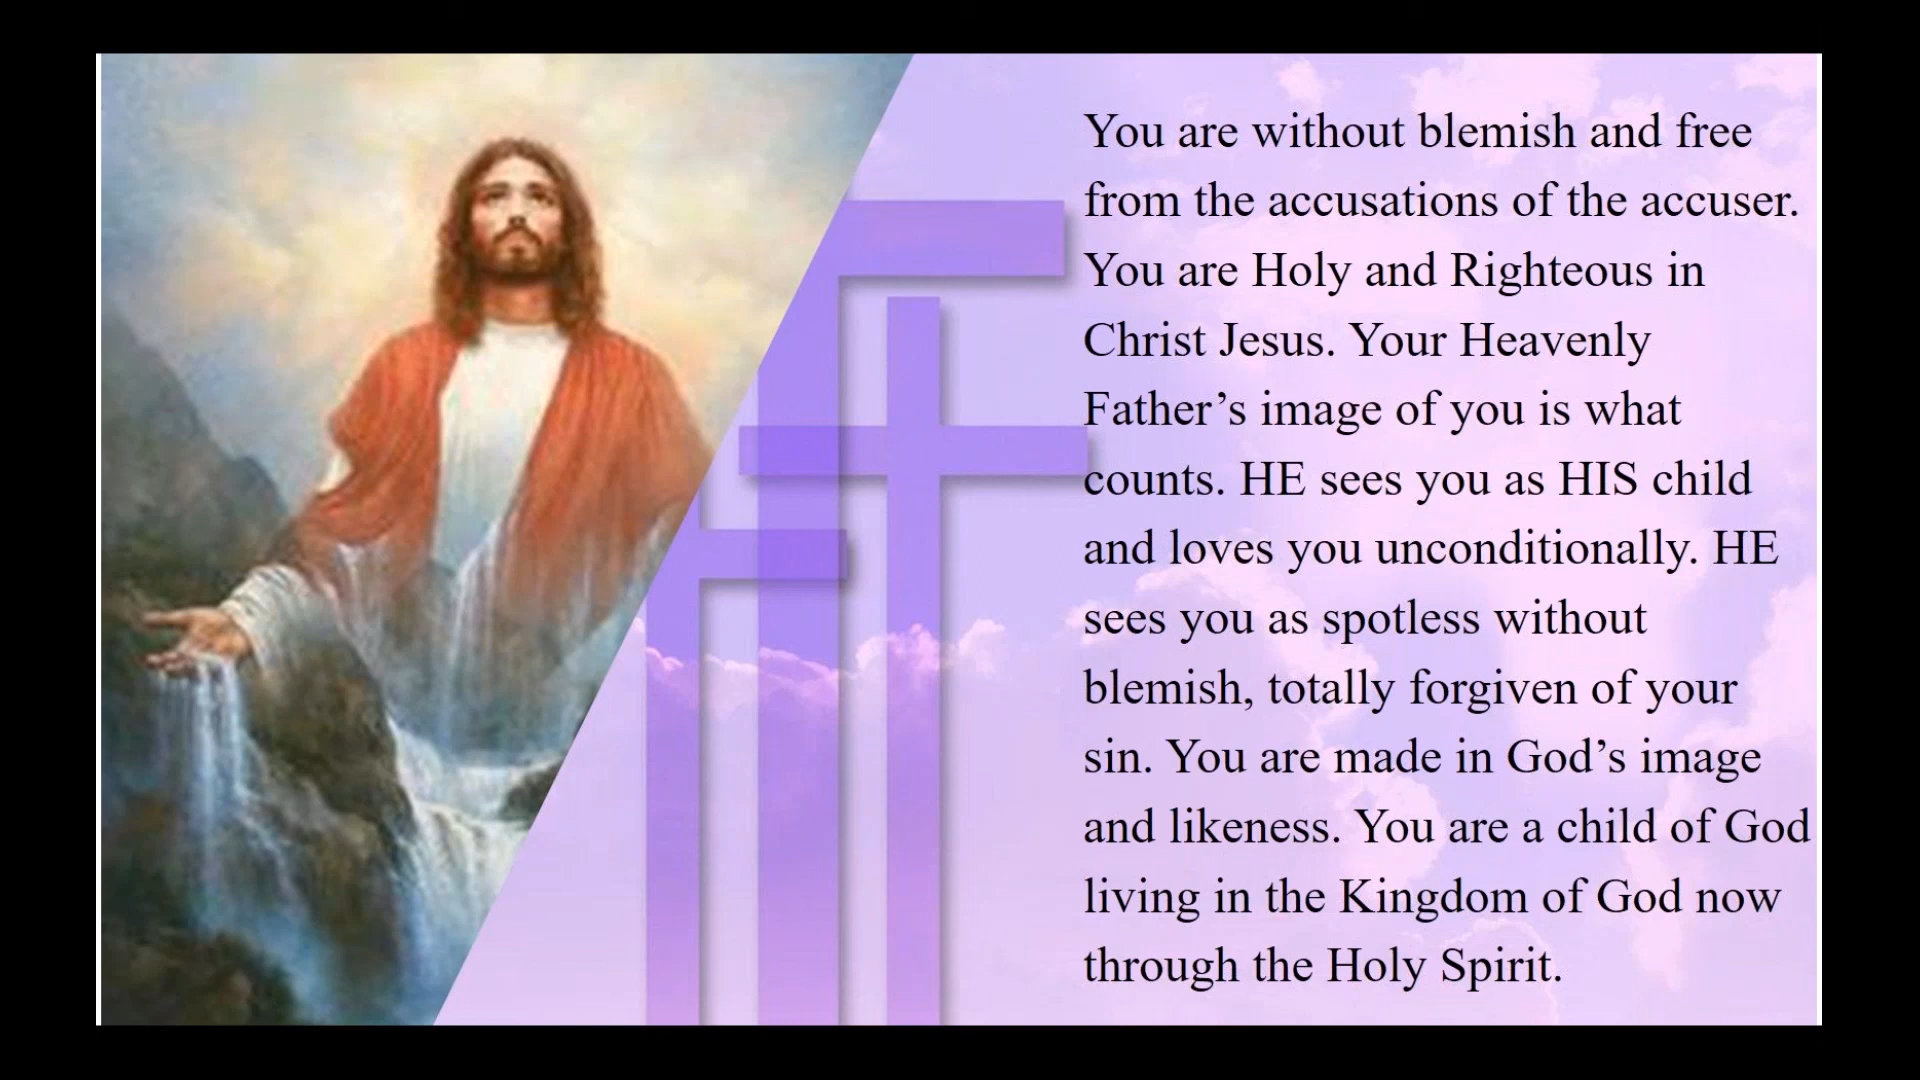 You are without blemish and free
from the accusations of the accuser.
You are Holy and Righteous in
Christ Jesus. Your Heavenly
Father’s image of you is what
counts. HE sees you as HIS child
and loves you unconditionally. HE
sees you as spotless without
blemish, totally forgiven of your
sin. You are made in God’s image
and likeness. You are a child of God
living in the Kingdom of God now
through the Holy Spirit.